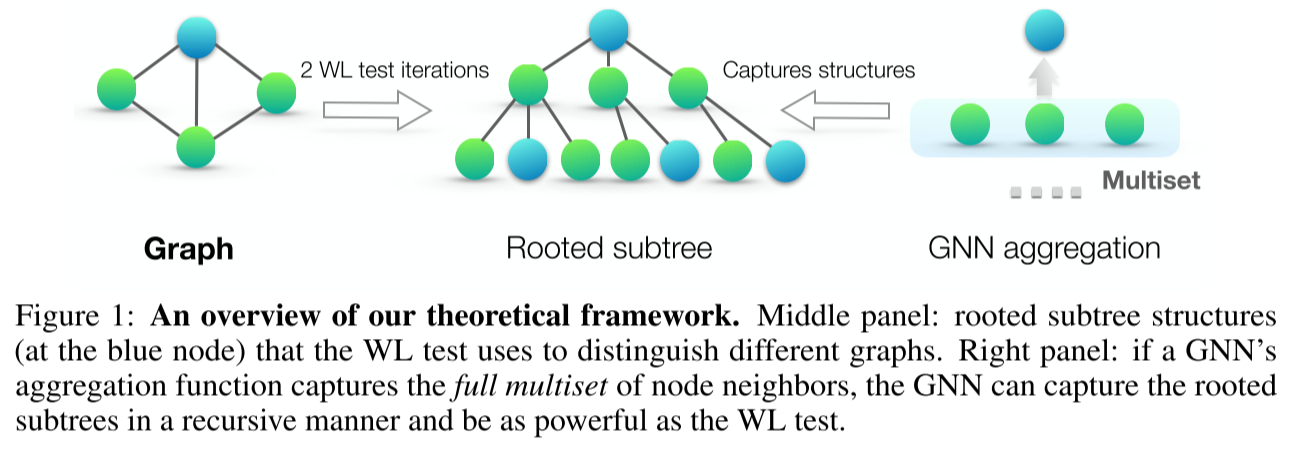 2 WL test iterations
Captures structures
Multiset
Graph
Rooted subtree
GNN aggregation
Figure 1: An overview of our theoretical framework. Middle panel: rooted subtree structures
(at the blue node) that the WL test uses to distinguish different graphs. Right panel: if a GNN’s
aggregation function captures the full multiset of node neighbors, the GNN can capture the rooted
subtrees in a recursive manner and be as powerful as the WL test.